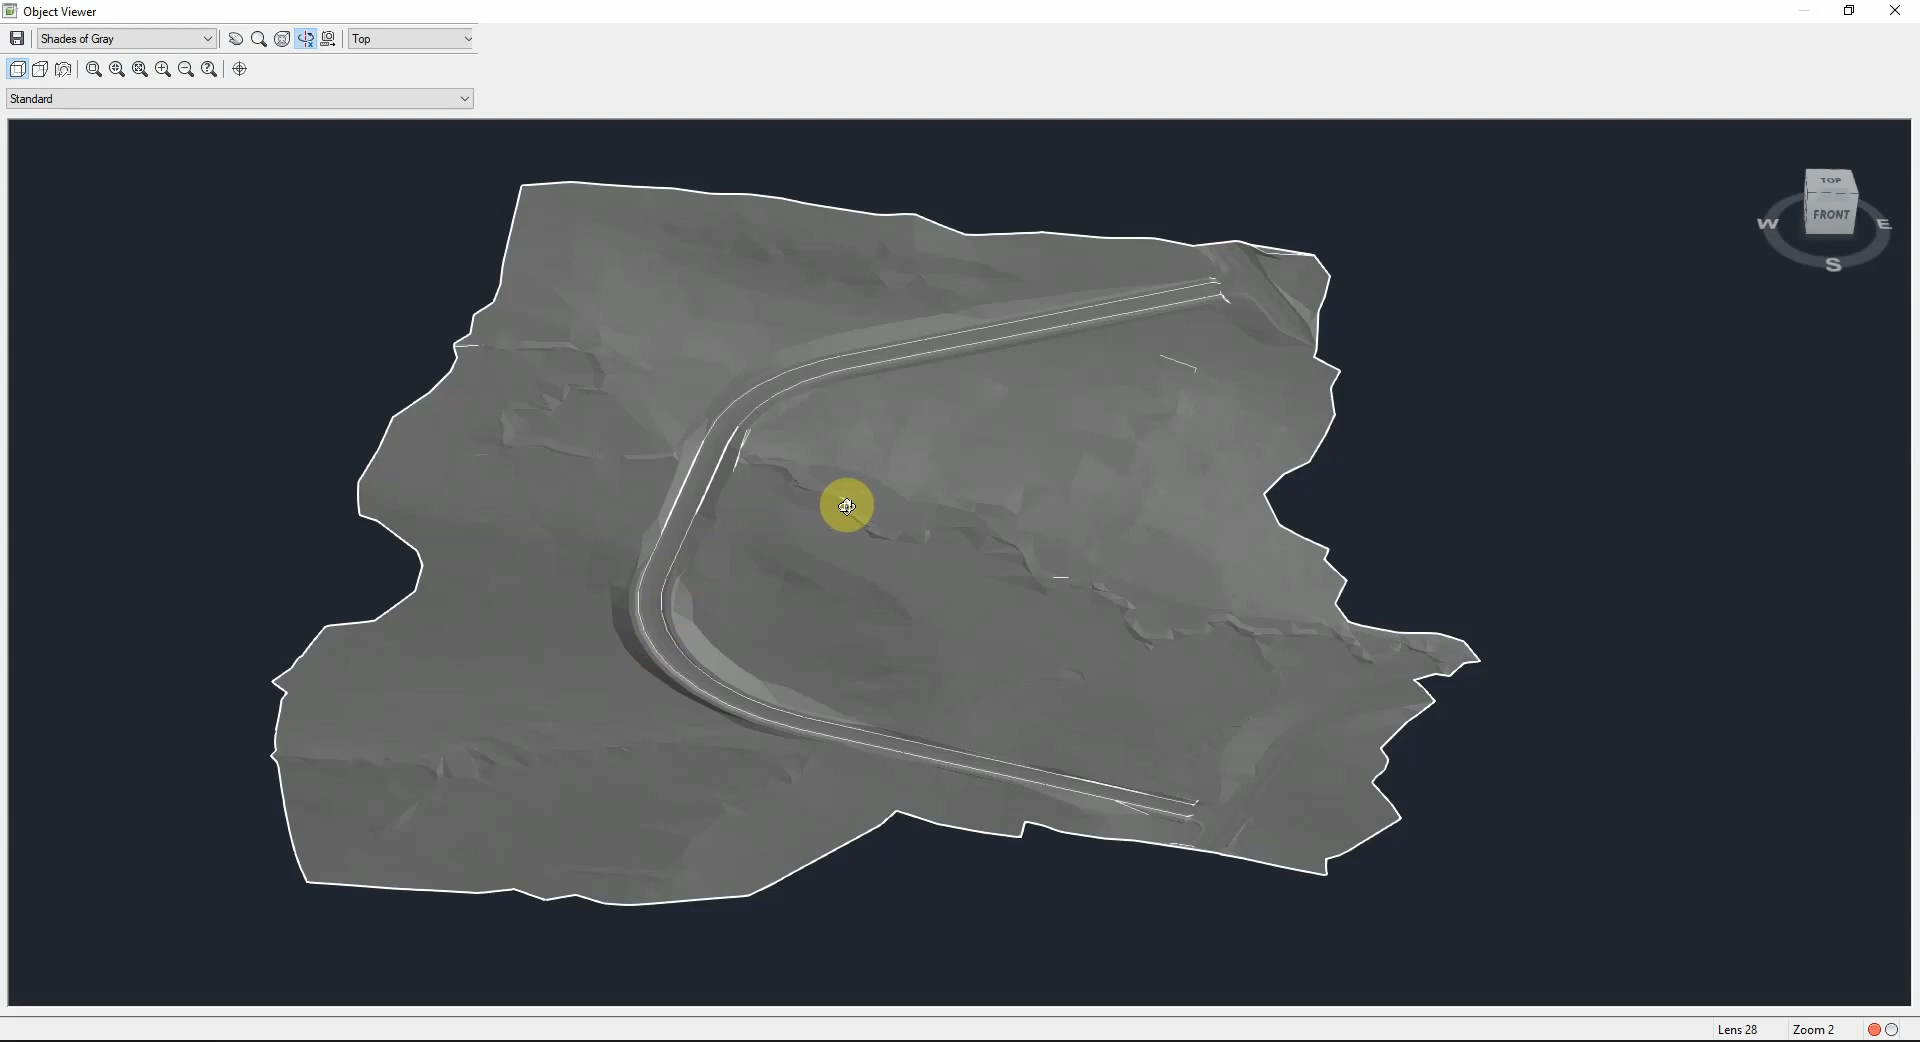 Object Viewer
Shades of Gray
Top
Standard
TOP
FRONT
W
E
S
Lens 28
Zoom 2